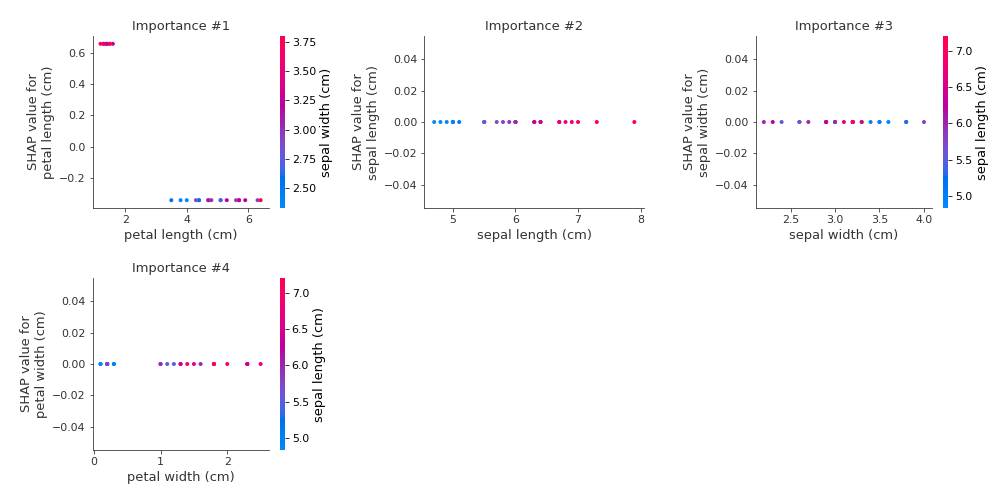 Importance #1
SHAP value for
petal length (cm)
0.6
0.4
0.2
0.0
−0.2
2
4
6
petal length (cm)
3.75
3.50
3.25
3.00
2.75
2.50
sepal width (cm)
Importance #2
SHAP value for
sepal length (cm)
0.04
0.02
0.00
−0.02
−0.04
5
6
7
8
sepal length (cm)
Importance #3
SHAP value for
sepal width (cm)
0.04
0.02
0.00
−0.02
−0.04
2.5
3.0
3.5
4.0
sepal width (cm)
7.0
6.5
6.0
5.5
5.0
sepal length (cm)
Importance #4
SHAP value for
petal width (cm)
0.04
0.02
0.00
−0.02
−0.04
0
1
2
petal width (cm)
7.0
6.5
6.0
5.5
5.0
sepal length (cm)